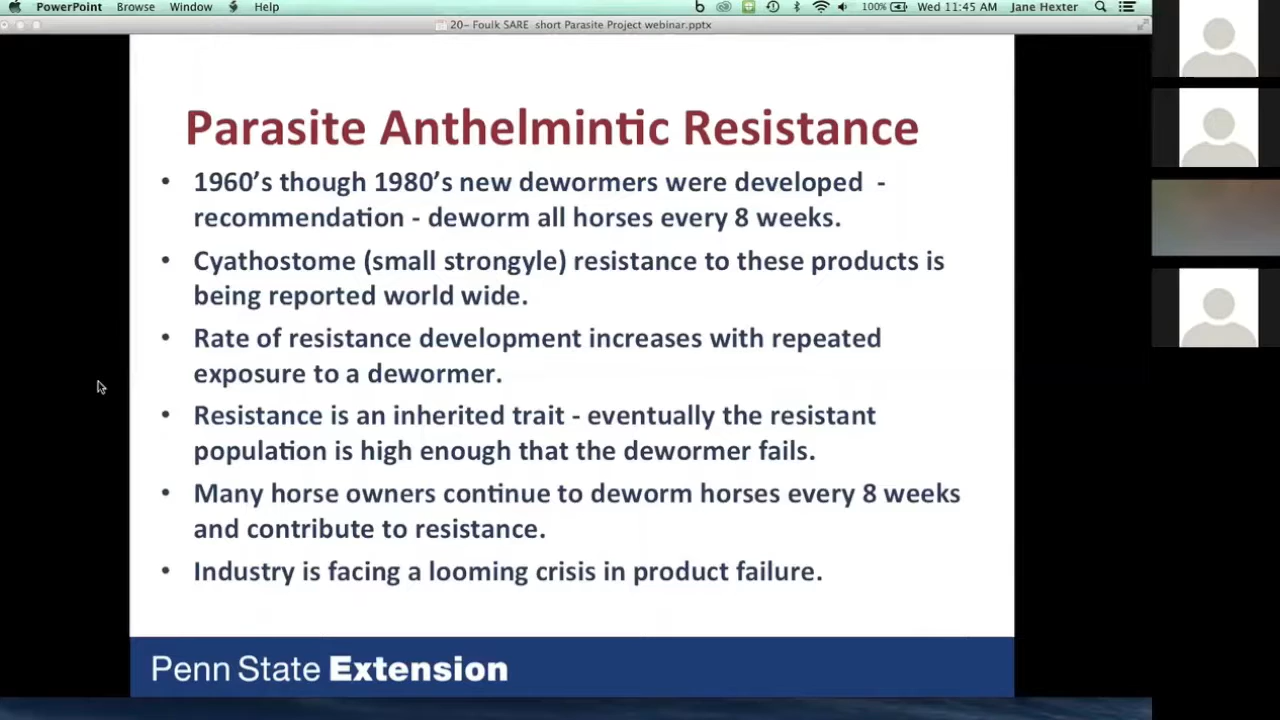 PowerPoint Browse Window Help 100% Wed 11:45 AM Jane Hexter
20- Foulk SARE short Parasite Project webinar.pptx
Parasite Anthelmintic Resistance
• 1960's though 1980's new dewormers were developed -
recommendation - deworm all horses every 8 weeks.
• Cyathostome (small strongyle) resistance to these products is
being reported world wide.
• Rate of resistance development increases with repeated
exposure to a dewormer.
• Resistance is an inherited trait - eventually the resistant
population is high enough that the dewormer fails.
• Many horse owners continue to deworm horses every 8 weeks
and contribute to resistance.
• Industry is facing a looming crisis in product failure.
Penn State Extension